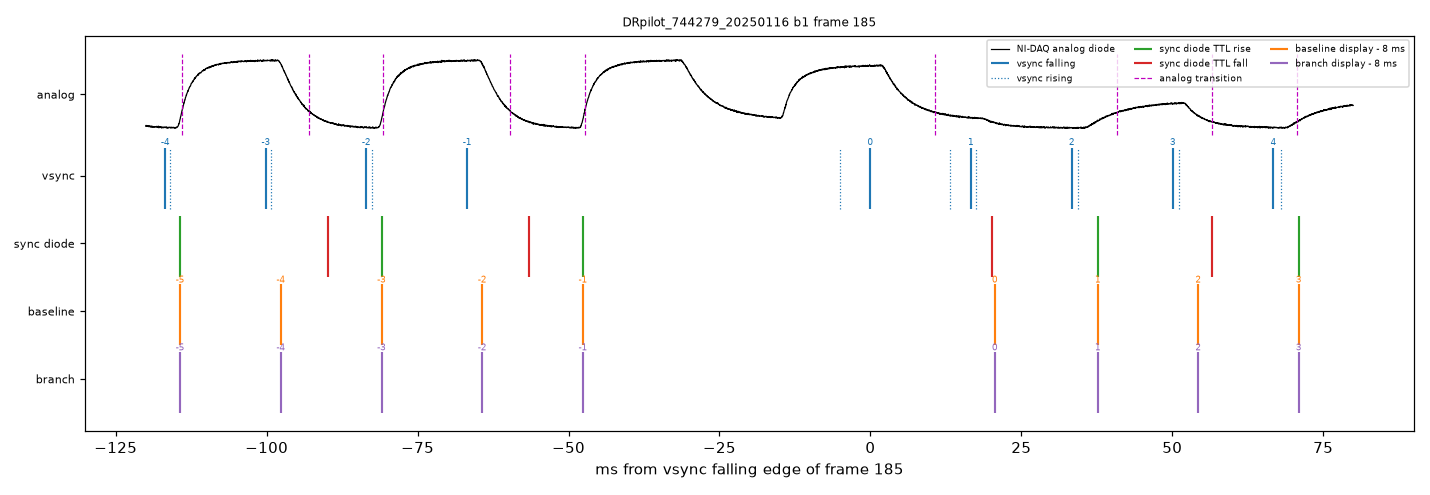 DRpilot_744279_20250116 b1 frame 185
NI-DAQ analog diode
vsync falling
vsync rising
sync diode TTL rise
sync diode TTL fall
analog transition
baseline display - 8 ms
branch display - 8 ms
analog
vsync
sync diode
baseline
branch
-4 -3 -2 -1 0 1 2 3 4
-5 -4 -3 -2 -1 0 1 2 3
-5 -4 -3 -2 -1 0 1 2 3
−125 −100 −75 −50 −25 0 25 50 75
ms from vsync falling edge of frame 185